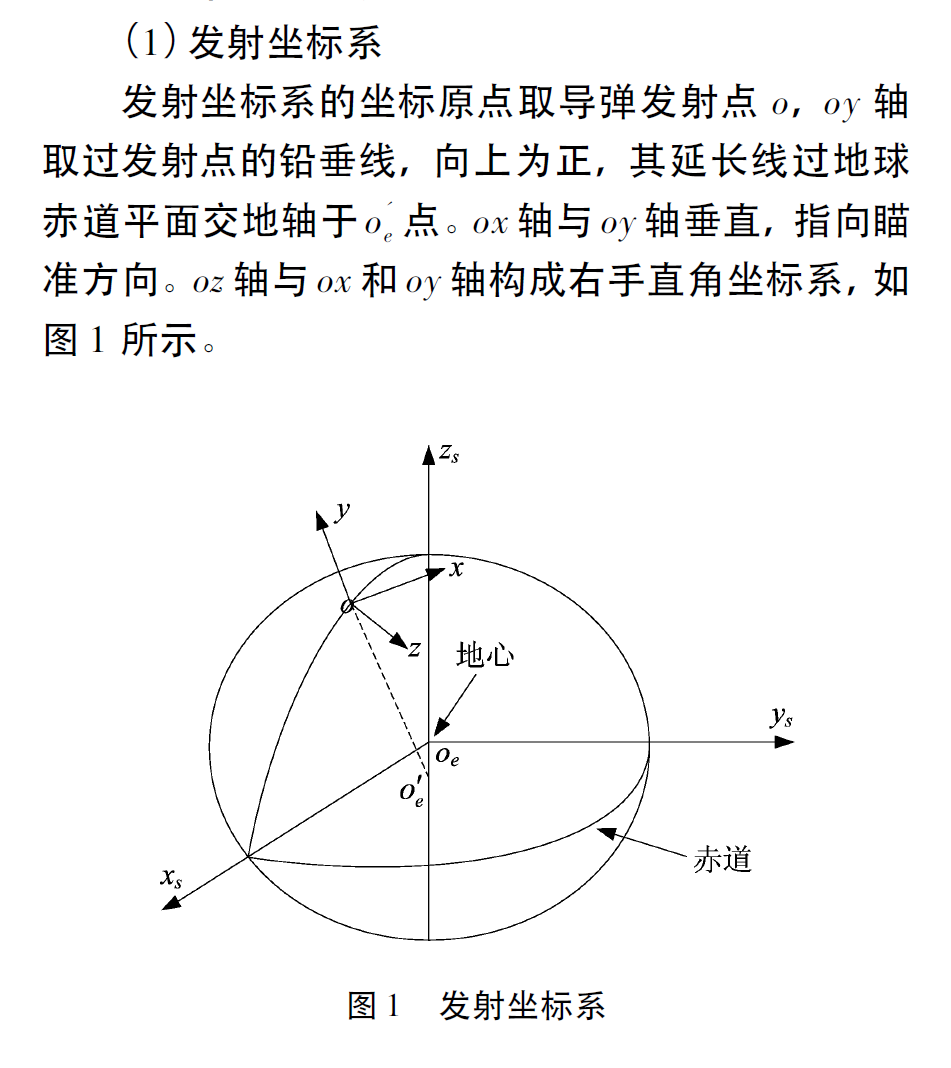 (1)发射坐标系
发射坐标系的坐标原点取导弹发射点 o, oy 轴
取过发射点的铅垂线, 向上为正, 其延长线过地球
赤道平面交地轴于 o′e 点。ox 轴与 oy 轴垂直, 指向瞄
准方向。oz 轴与 ox 和 oy 轴构成右手直角坐标系, 如
图 1 所示。
zs
y
x
o
z
地心
ys
oe
o′e
赤道
xs
图 1 发射坐标系